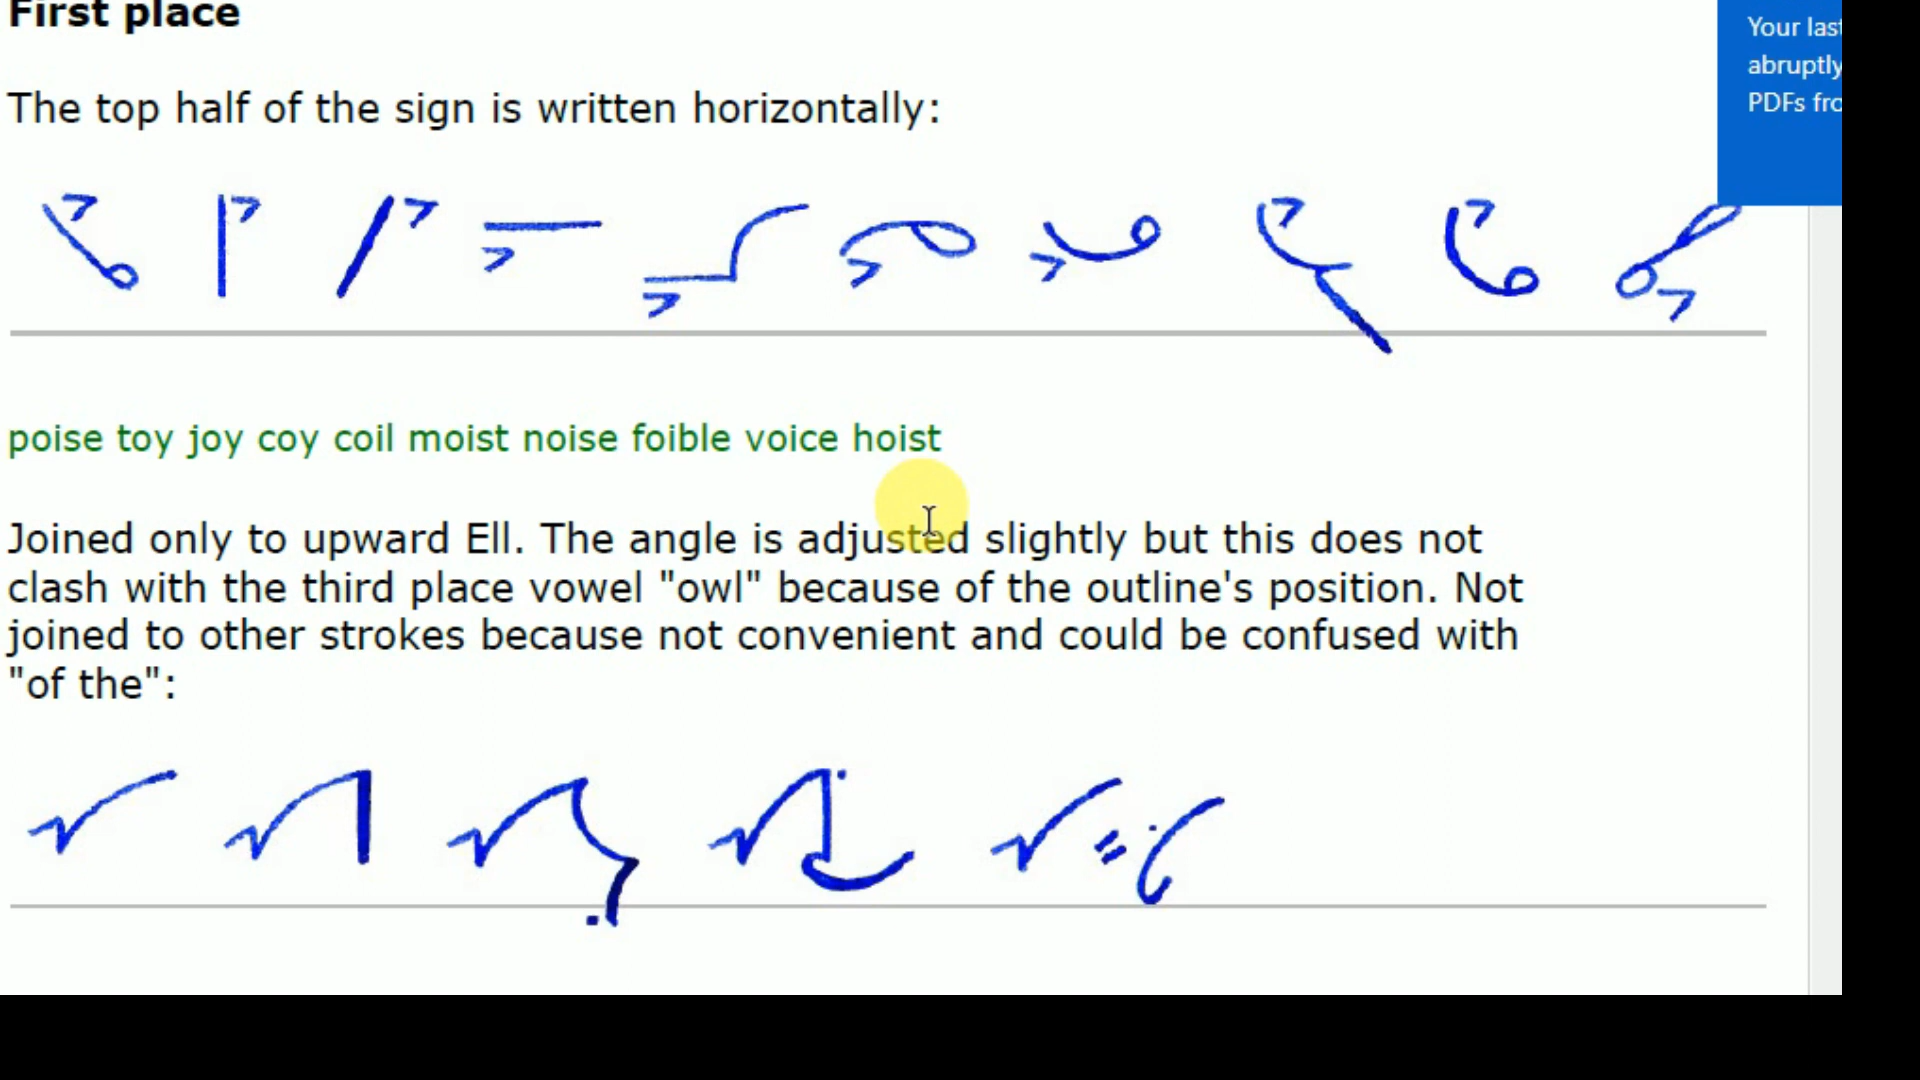 First place
Your last
abruptly
PDFs fro
The top half of the sign is written horizontally:
poise toy joy coy coil moist noise foible voice hoist
Joined only to upward Ell. The angle is adjusted slightly but this does not
clash with the third place vowel "owl" because of the outline's position. Not
joined to other strokes because not convenient and could be confused with
"of the":